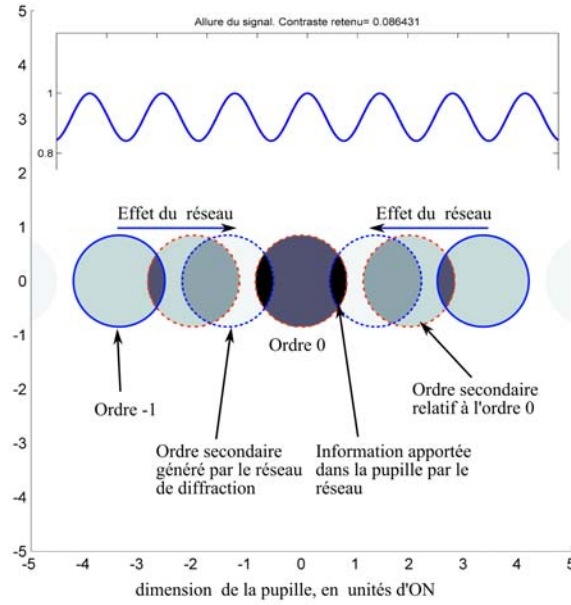 Allure du signal. Contraste retenu= 0.086431
5
4
3
2
1
0
-1
-2
-3
-4
-5
1
0.8
Effet du réseau
Effet du réseau
Ordre 0
Ordre -1
Ordre secondaire
relatif à l'ordre 0
Ordre secondaire
généré par le réseau
de diffraction
Information apportée
dans la pupille par le
réseau
-5 -4 -3 -2 -1 0 1 2 3 4 5
dimension de la pupille, en unités d'ON